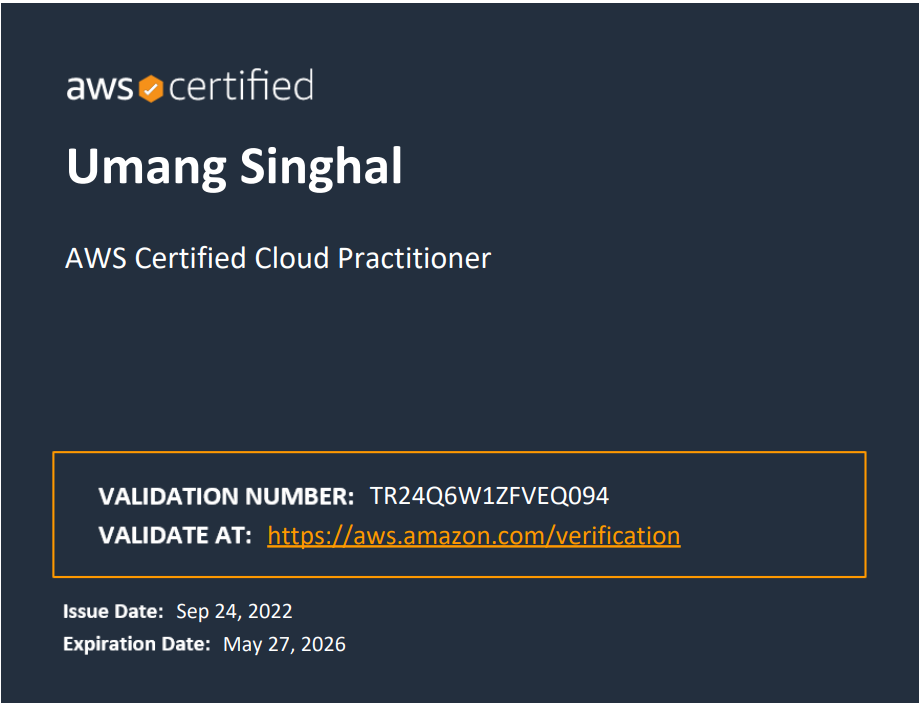 aws certified
Umang Singhal
AWS Certified Cloud Practitioner
VALIDATION NUMBER: TR24Q6W1ZFVEQ094
VALIDATE AT: https://aws.amazon.com/verification
Issue Date: Sep 24, 2022
Expiration Date: May 27, 2026